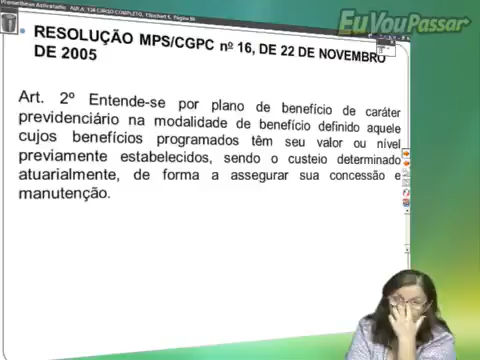 EuVouPassar
• RESOLUÇÃO MPS/CGPC nº 16, DE 22 DE NOVEMBRO
DE 2005
Art. 2º Entende-se por plano de benefício de caráter
previdenciário na modalidade de benefício definido aquele
cujos benefícios programados têm seu valor ou nível
previamente estabelecidos, sendo o custeio determinado
atuarialmente, de forma a assegurar sua concessão e
manutenção.